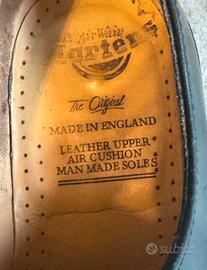 Dr. Martens
The Original
MADE IN ENGLAND
LEATHER UPPER
AIR CUSHION
MAN MADE SOLES
subito